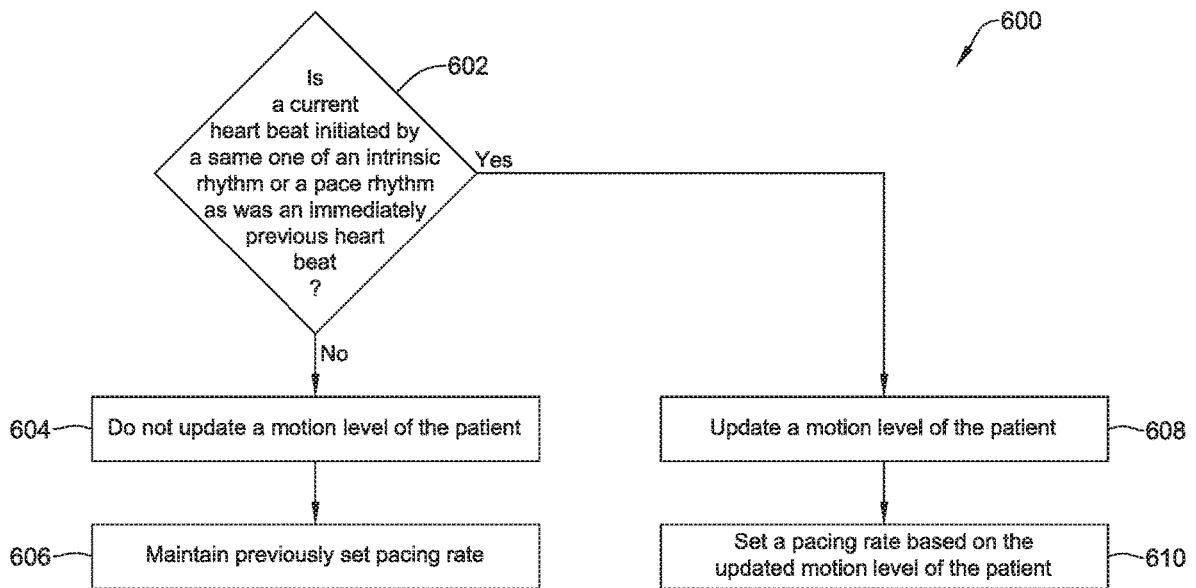 600
602
Is
a current
heart beat initiated by
a same one of an intrinsic
rhythm or a pace rhythm
as was an immediately
previous heart
beat
?
Yes
No
604
Do not update a motion level of the patient
Update a motion level of the patient
608
606
Maintain previously set pacing rate
Set a pacing rate based on the
updated motion level of the patient
610